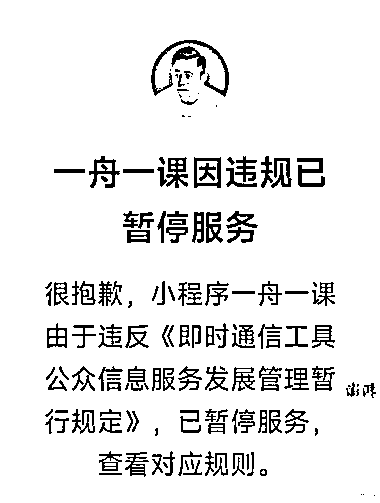 一舟一课因违规已
暂停服务
很抱歉，小程序一舟一课
由于违反《即时通信工具
公众信息服务发展管理暂
行规定》，已暂停服务，
查看对应规则。
澎湃